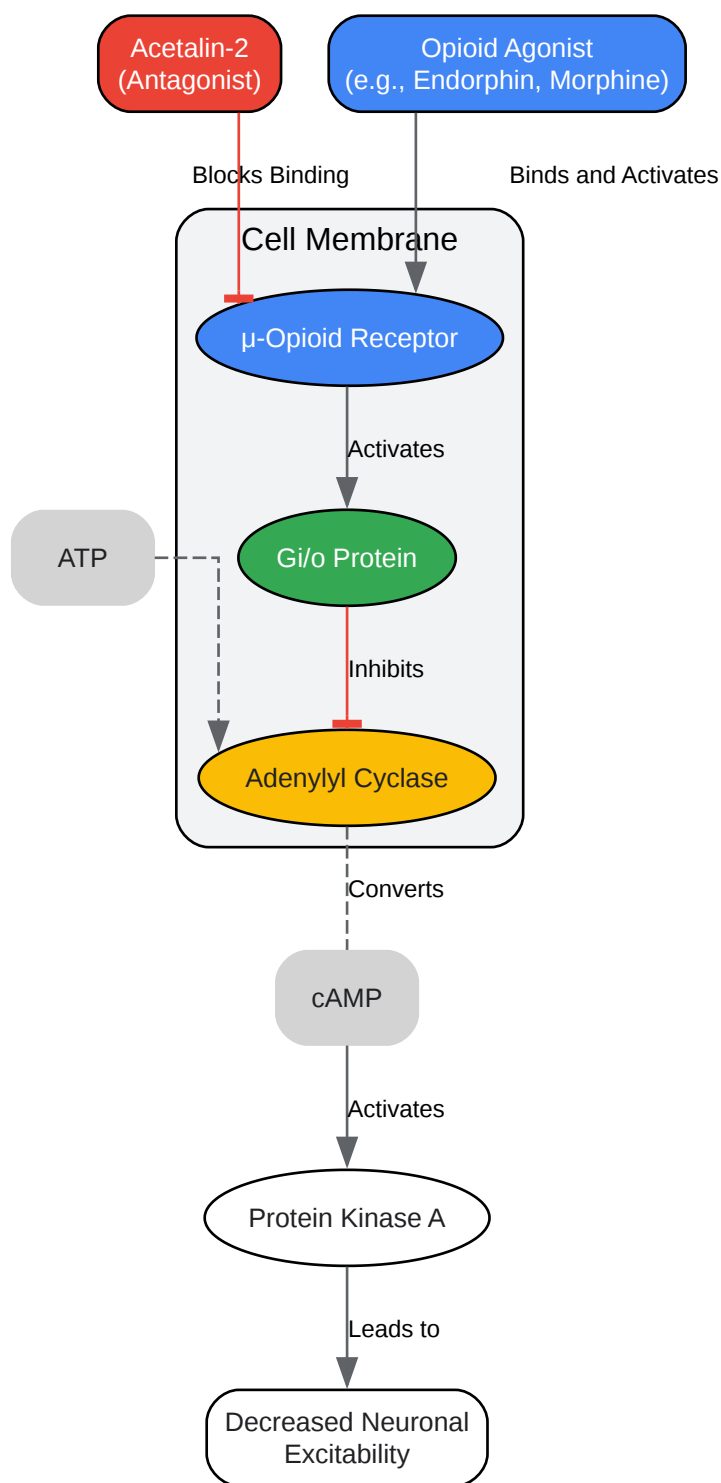 Acetalin-2
(Antagonist)
Opioid Agonist
(e.g., Endorphin, Morphine)
Blocks Binding
Binds and Activates
Cell Membrane
μ-Opioid Receptor
Activates
ATP
Gi/o Protein
Inhibits
Adenylyl Cyclase
Converts
cAMP
Activates
Protein Kinase A
Leads to
Decreased Neuronal
Excitability